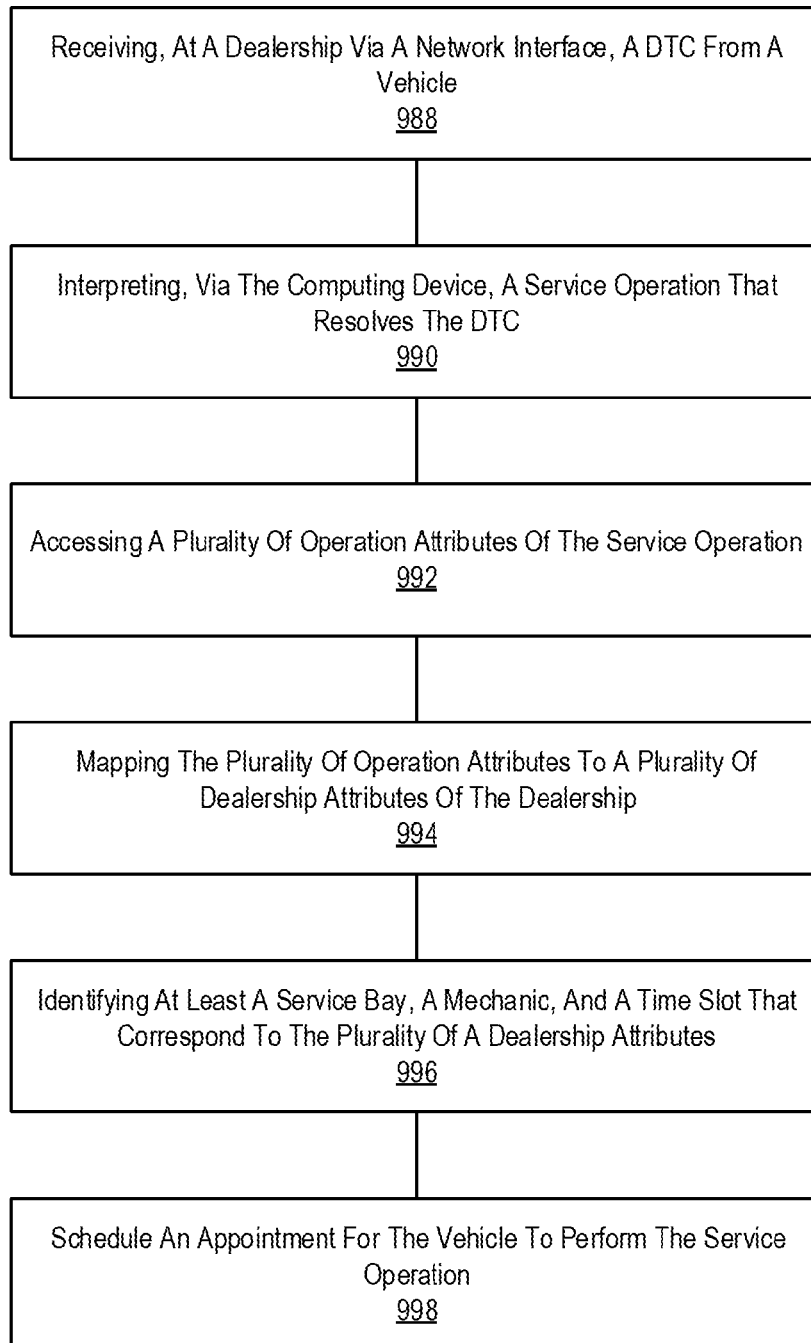 Receiving, At A Dealership Via A Network Interface, A DTC From A
Vehicle
988
Interpreting, Via The Computing Device, A Service Operation That
Resolves The DTC
990
Accessing A Plurality Of Operation Attributes Of The Service Operation
992
Mapping The Plurality Of Operation Attributes To A Plurality Of
Dealership Attributes Of The Dealership
994
Identifying At Least A Service Bay, A Mechanic, And A Time Slot That
Correspond To The Plurality Of A Dealership Attributes
996
Schedule An Appointment For The Vehicle To Perform The Service
Operation
998